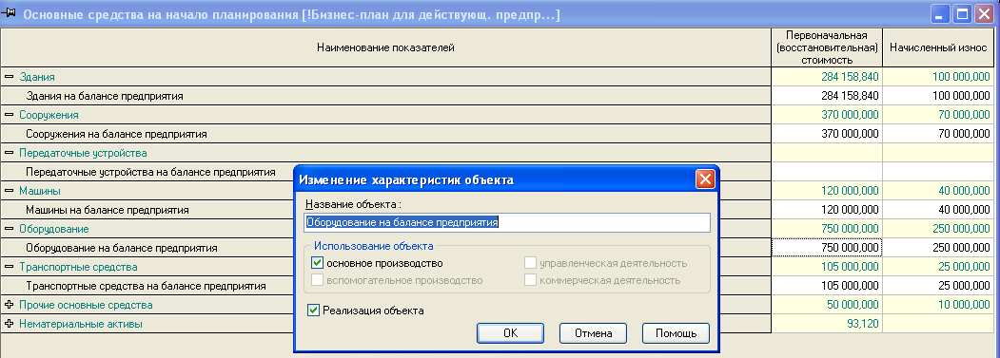 Основные средства на начало планирования [!Бизнес-план для действующ. предпр...]
Наименование показателей
Первоначальная (восстановительная) стоимость
Начисленный износ
Здания 284 158,840 100 000,000
Здания на балансе предприятия 284 158,840 100 000,000
Сооружения 370 000,000 70 000,000
Сооружения на балансе предприятия 370 000,000 70 000,000
Передаточные устройства
Передаточные устройства на балансе предприятия
Машины 120 000,000 40 000,000
Машины на балансе предприятия 120 000,000 40 000,000
Оборудование 750 000,000 250 000,000
Оборудование на балансе предприятия 750 000,000 250 000,000
Транспортные средства 105 000,000 25 000,000
Транспортные средства на балансе предприятия 105 000,000 25 000,000
Прочие основные средства 50 000,000 10 000,000
Нематериальные активы 93,120
Изменение характеристик объекта
Название объекта :
Оборудование на балансе предприятия
Использование объекта
основное производство
управленческая деятельность
вспомогательное производство
коммерческая деятельность
Реализация объекта
OK
Отмена
Помощь